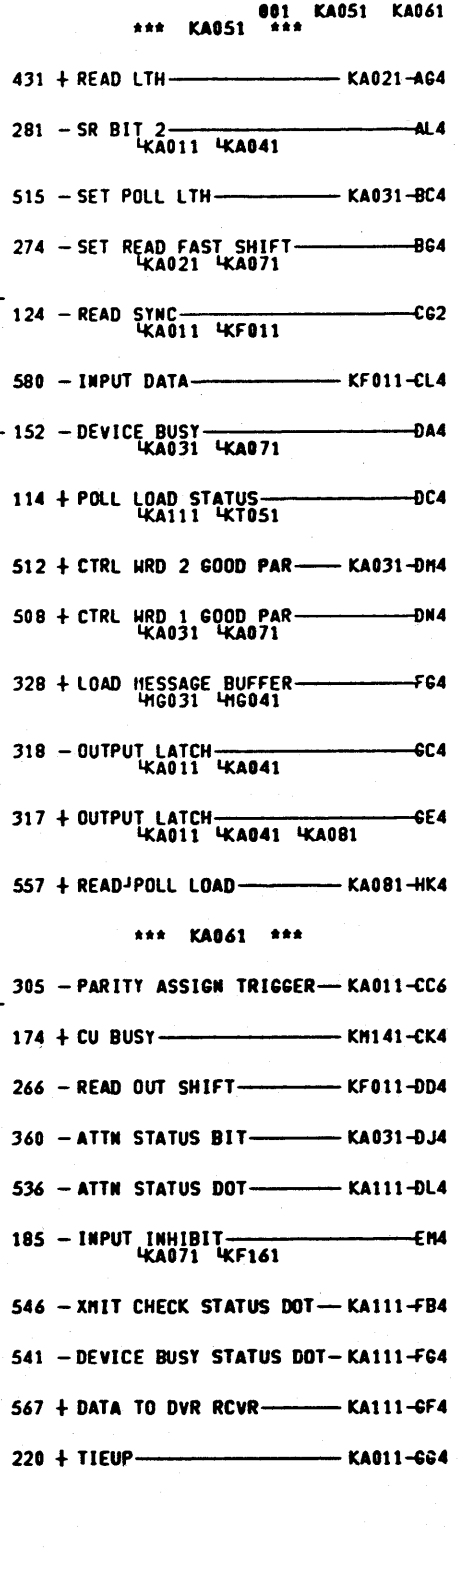 001 KA051 KA061
*** KA051 ***
431 + READ LTH KA021-AG4
281 - SR BIT 2 AL4
KA011 KA041
515 - SET POLL LTH KA031-BC4
274 - SET READ FAST SHIFT BG4
KA021 KA071
124 - READ SYNC CG2
KA011 KF011
580 - INPUT DATA KF011-CL4
152 - DEVICE BUSY DA4
KA031 KA071
114 + POLL LOAD STATUS DC4
KA111 KT051
512 + CTRL WRD 2 GOOD PAR KA031-DM4
508 + CTRL WRD 1 GOOD PAR DN4
KA031 KA071
328 + LOAD MESSAGE BUFFER FG4
MG031 MG041
318 - OUTPUT LATCH GC4
KA011 KA041
317 + OUTPUT LATCH GE4
KA011 KA041 KA081
557 + READ POLL LOAD KA081-HK4
*** KA061 ***
305 - PARITY ASSIGN TRIGGER KA011-CC6
174 + CU BUSY KM141-CK4
266 - READ OUT SHIFT KF011-DD4
360 - ATTN STATUS BIT KA031-DJ4
536 - ATTN STATUS DOT KA111-DL4
185 - INPUT INHIBIT EM4
KA071 KF161
546 - XMIT CHECK STATUS DOT KA111-FB4
541 - DEVICE BUSY STATUS DOT KA111-FG4
567 + DATA TO DVR RCVR KA111-GF4
220 + TIEUP KA011-GG4